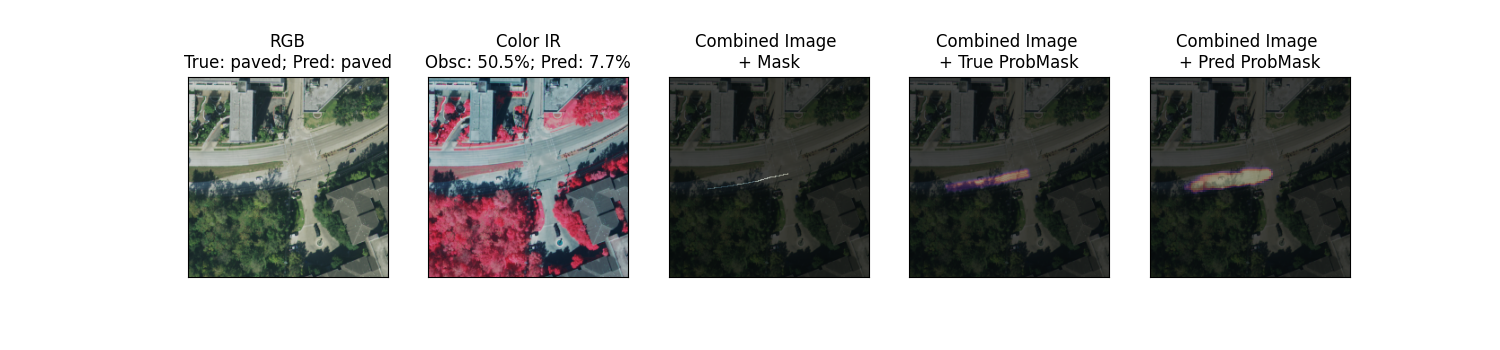 RGB
True: paved; Pred: paved
Color IR
Obsc: 50.5%; Pred: 7.7%
Combined Image
+ Mask
Combined Image
+ True ProbMask
Combined Image
+ Pred ProbMask